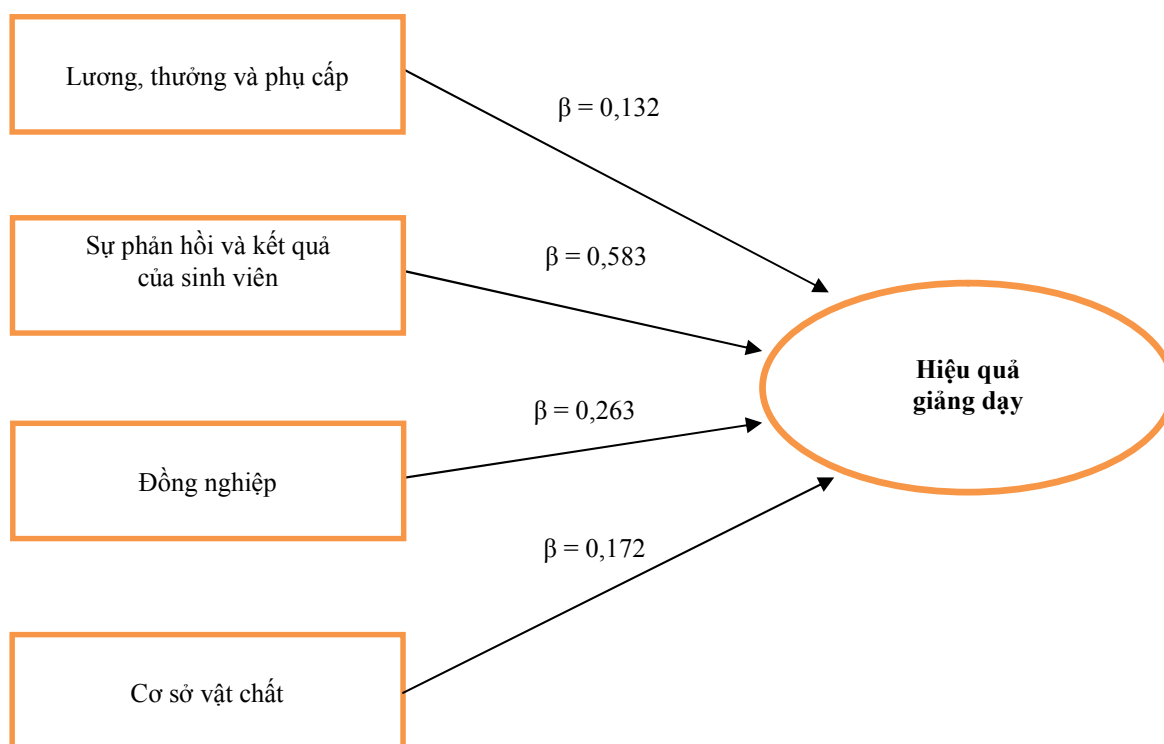 Lương, thưởng và phụ cấp
β = 0,132
Sự phản hồi và kết quả
của sinh viên
β = 0,583
Hiệu quả
giảng dạy
β = 0,263
Đồng nghiệp
β = 0,172
Cơ sở vật chất